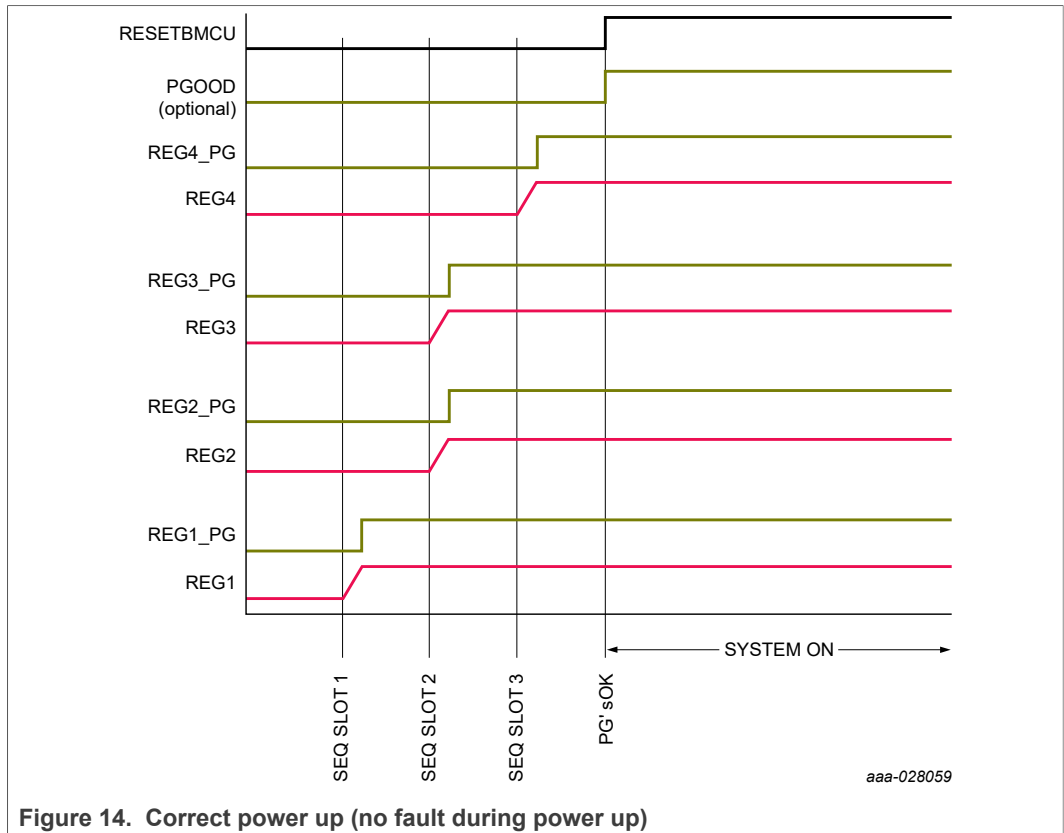 RESETBMCU
PGOOD
(optional)
REG4_PG
REG4
REG3_PG
REG3
REG2_PG
REG2
REG1_PG
REG1
SYSTEM ON
SEQ SLOT 1
SEQ SLOT 2
SEQ SLOT 3
PG' sOK
aaa-028059
Figure 14. Correct power up (no fault during power up)